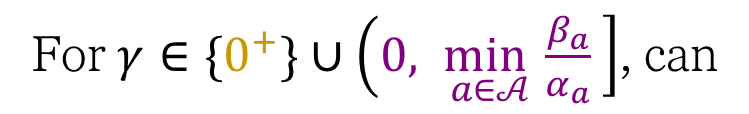 For γ ∈ {0⁺} ∪ (0, min_{a∈𝒜} β_a/α_a], can